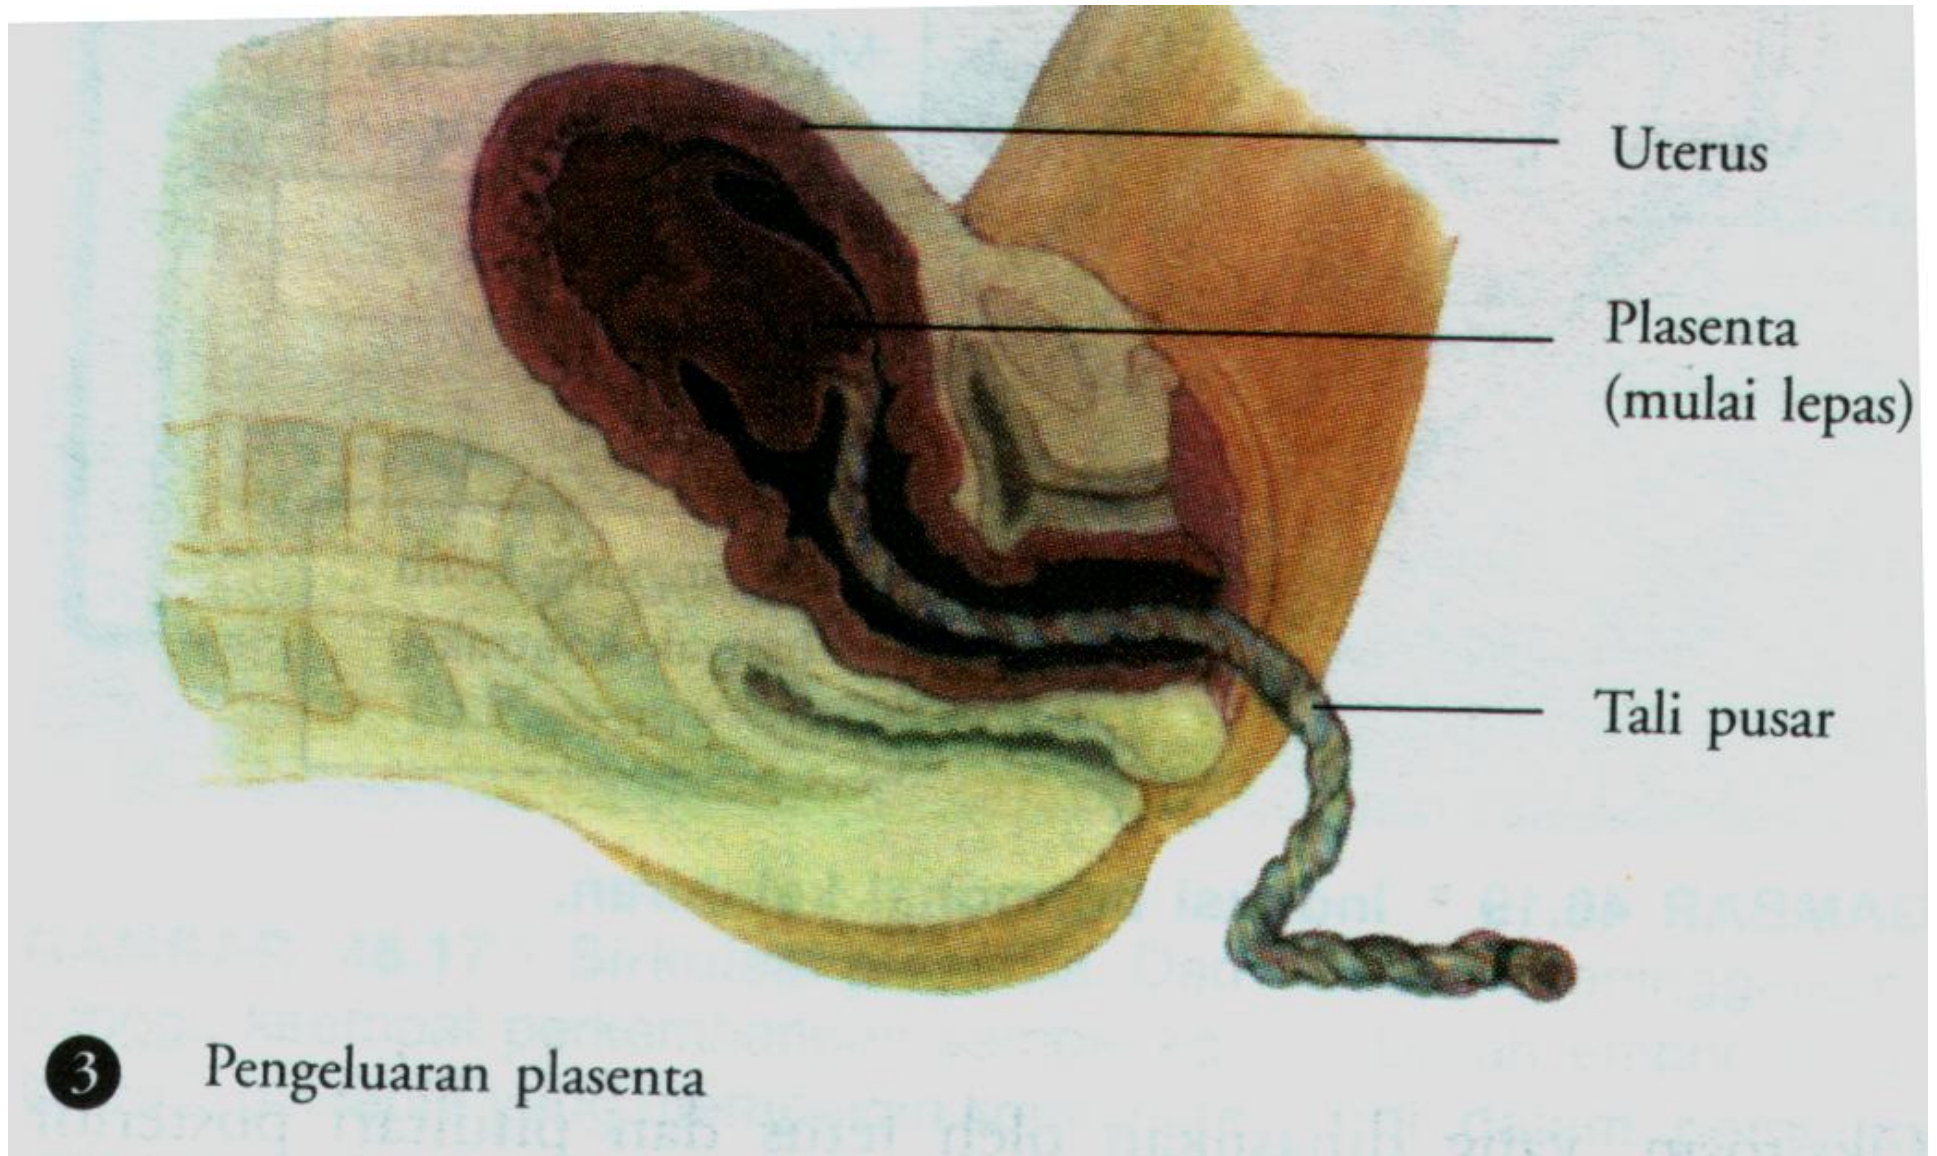 Uterus
Plasenta
(mulai lepas)
Tali pusar
3 Pengeluaran plasenta